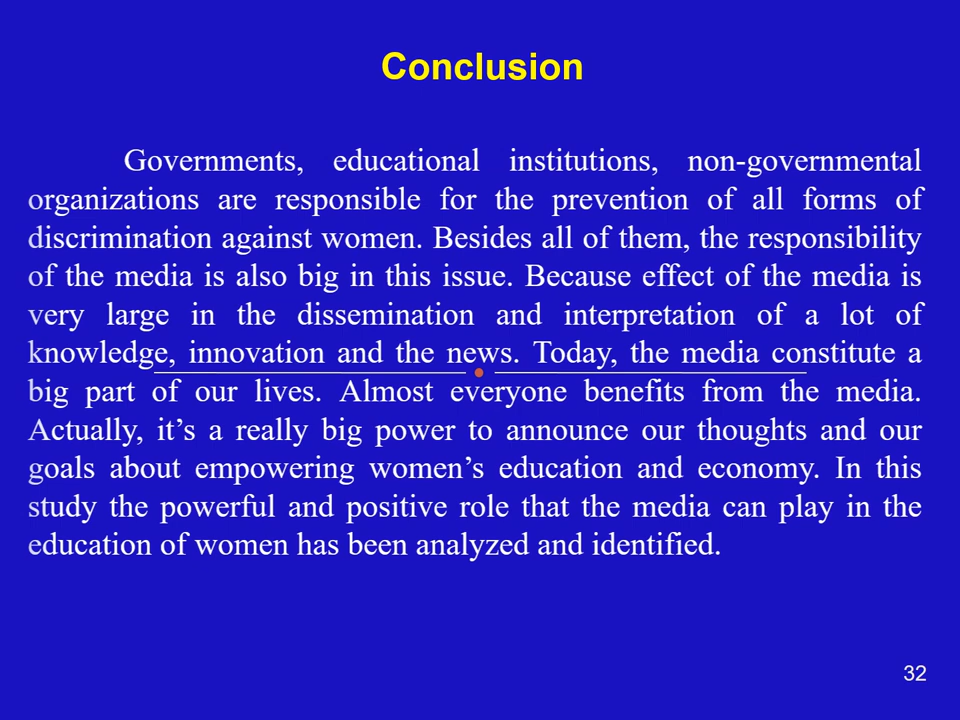 Conclusion
Governments, educational institutions, non-governmental
organizations are responsible for the prevention of all forms of
discrimination against women. Besides all of them, the responsibility
of the media is also big in this issue. Because effect of the media is
very large in the dissemination and interpretation of a lot of
knowledge, innovation and the news. Today, the media constitute a
big part of our lives. Almost everyone benefits from the media.
Actually, it’s a really big power to announce our thoughts and our
goals about empowering women’s education and economy. In this
study the powerful and positive role that the media can play in the
education of women has been analyzed and identified.
32